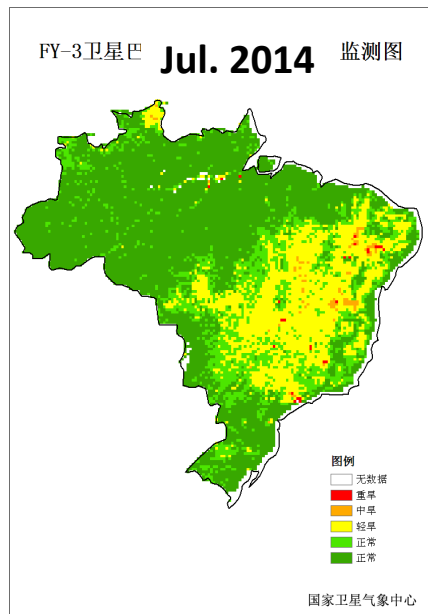 FY-3卫星巴 Jul. 2014 监测图
图例
无数据
重旱
中旱
轻旱
正常
正常
国家卫星气象中心